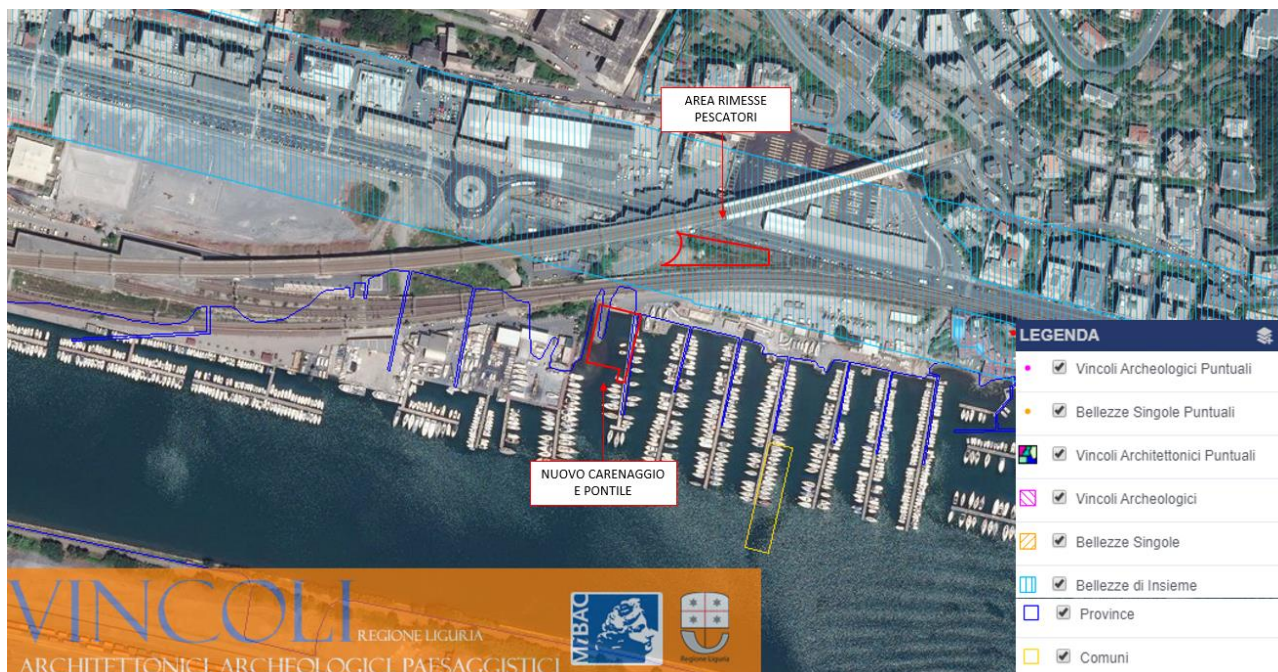 AREA RIMESSE
PESCATORI
NUOVO CARENAGGIO
E PONTILE
LEGENDA
Vincoli Archeologici Puntuali
Bellezze Singole Puntuali
Vincoli Architettonici Puntuali
Vincoli Archeologici
Bellezze Singole
Bellezze di Insieme
Province
Comuni
VINCOLI REGIONE LIGURIA
ARCHITETTONICI ARCHEOLOGICI PAESAGGISTICI
MiBAC
Regione Liguria